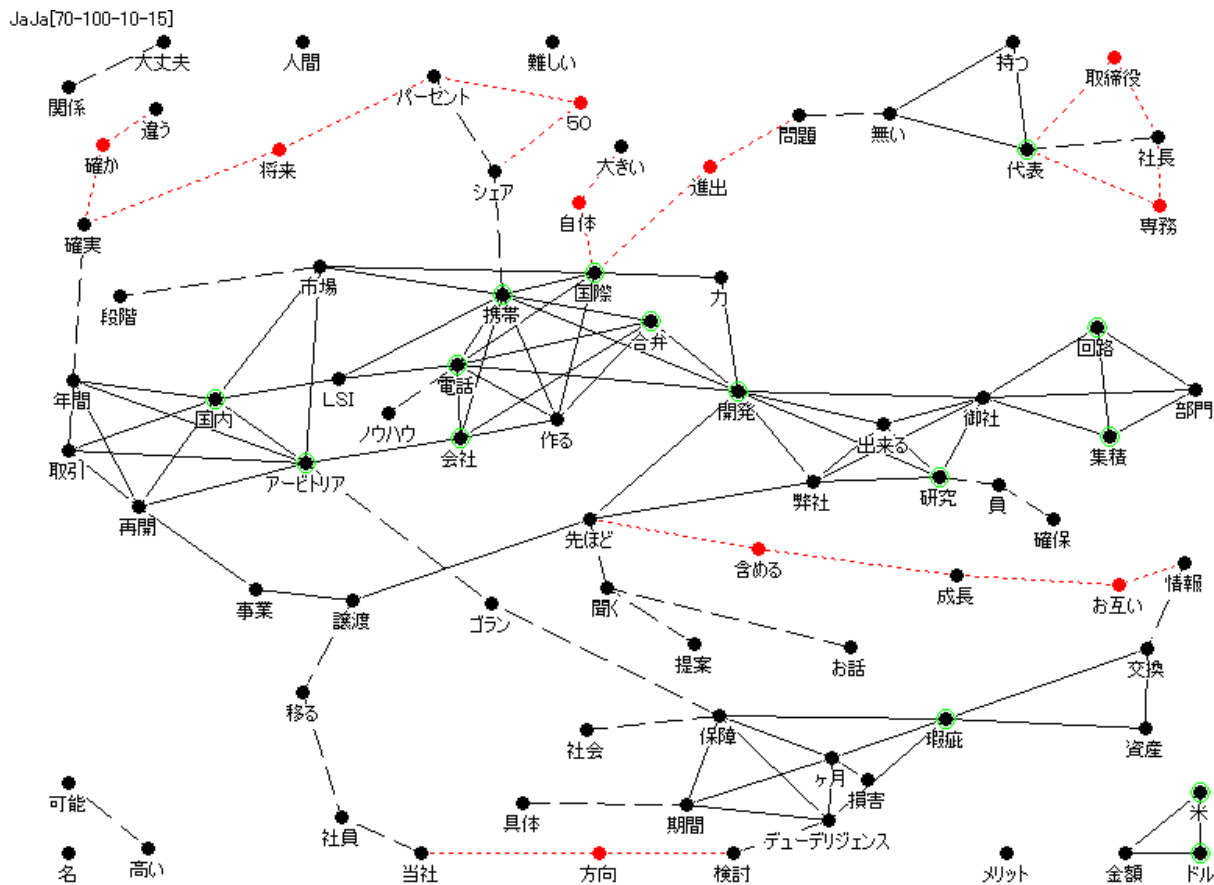 JaJa[70-100-10-15]
大丈夫
人間
難しい
持つ
取締役
関係
パーセント
50
違う
問題
無い
確か
将来
大きい
社長
シェア
進出
代表
自体
専務
確実
市場
国際
力
段階
携帯
合弁
回路
年間
国内
LSI
電話
開発
御社
部門
ノウハウ
作る
出来る
取引
会社
集積
アービトリア
再開
弊社
研究
員
先ほど
確保
含める
成長
お互い
情報
事業
譲渡
聞く
ゴラン
提案
お話
交換
移る
社会
保障
瑕疵
資産
可能
ヶ月
損害
米
社員
具体
期間
デューデリジェンス
名
高い
当社
方向
検討
メリット
金額
ドル